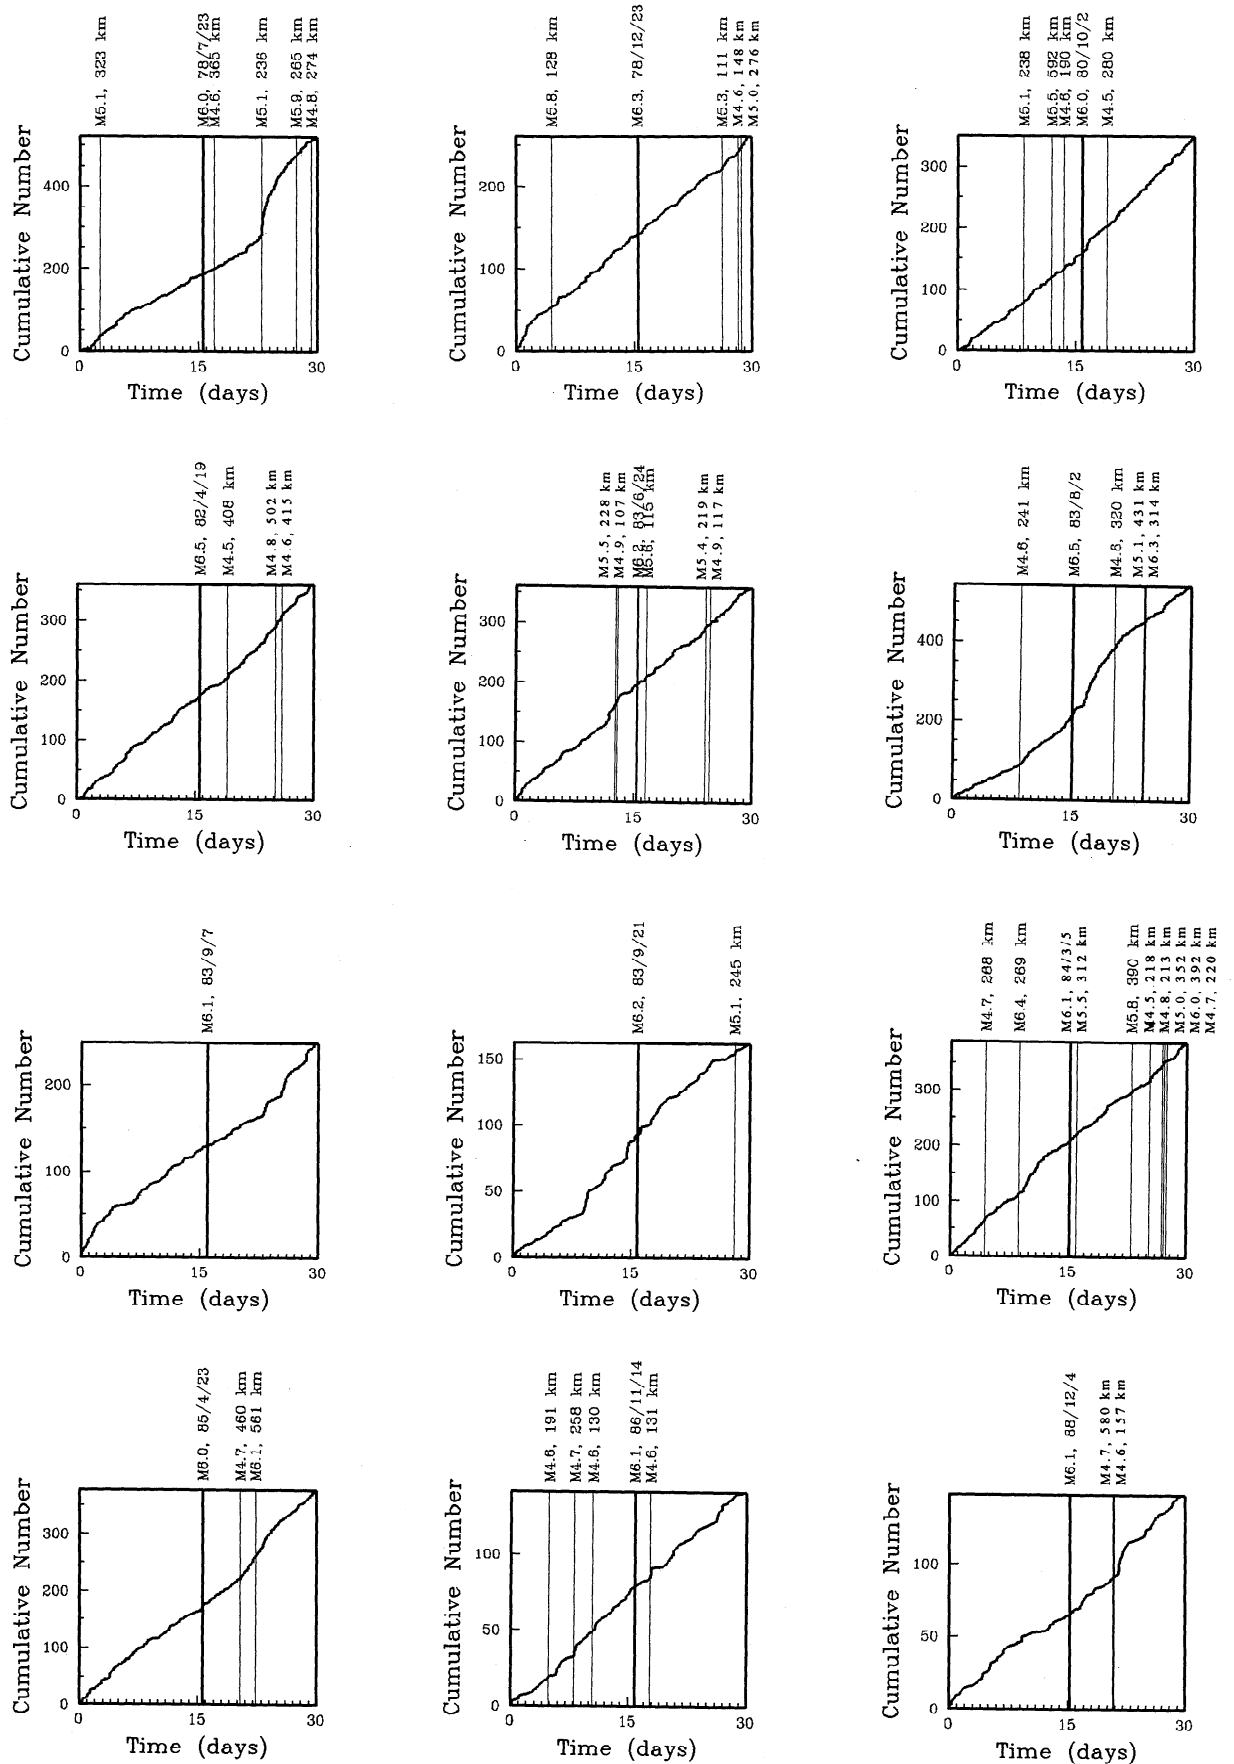 M5.1, 323 km
M6.0, 78/7/23
M4.6, 365 km
M5.1, 236 km
M5.9, 265 km
M4.8, 274 km
Cumulative Number
400
200
0
0 15 30
Time (days)
M5.8, 128 km
M6.3, 78/12/23
M5.3, 111 km
M4.6, 148 km
M5.0, 276 km
Cumulative Number
200
100
0
0 15 30
Time (days)
M5.1, 238 km
M5.5, 592 km
M4.6, 190 km
M6.0, 80/10/2
M4.5, 280 km
Cumulative Number
300
200
100
0
0 15 30
Time (days)
M6.5, 82/4/19
M4.5, 408 km
M4.8, 502 km
M4.6, 415 km
Cumulative Number
300
200
100
0
0 15 30
Time (days)
M5.5, 228 km
M4.9, 107 km
M6.2, 83/6/24
115 km
M5.4, 219 km
M4.9, 117 km
Cumulative Number
300
200
100
0
0 15 30
Time (days)
M4.6, 241 km
M6.5, 83/8/2
320 km
M5.1, 431 km
M6.3, 314 km
Cumulative Number
400
200
0
0 15 30
Time (days)
M6.1, 83/9/7
Cumulative Number
200
100
0
0 15 30
Time (days)
M6.2, 83/9/21
M5.1, 245 km
Cumulative Number
150
100
50
0
0 15 30
Time (days)
M4.7, 288 km
M6.4, 269 km
M6.1, 84/3/5
M5.5, 312 km
M5.8, 390 km
M4.5, 218 km
M4.8, 213 km
M5.0, 352 km
M6.0, 392 km
M4.7, 220 km
Cumulative Number
300
200
100
0
0 15 30
Time (days)
M6.0, 85/4/23
M4.7, 460 km
M6.1, 561 km
Cumulative Number
300
200
100
0
0 15 30
Time (days)
M4.6, 191 km
M4.7, 258 km
M4.6, 130 km
M6.1, 86/11/14
M4.6, 131 km
Cumulative Number
100
50
0
0 15 30
Time (days)
M6.1, 88/12/4
M4.7, 580 km
M4.6, 157 km
Cumulative Number
100
50
0
0 15 30
Time (days)